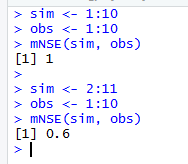 > sim <- 1:10
> obs <- 1:10
> mNSE(sim, obs)
[1] 1
>
> sim <- 2:11
> obs <- 1:10
> mNSE(sim, obs)
[1] 0.6
>